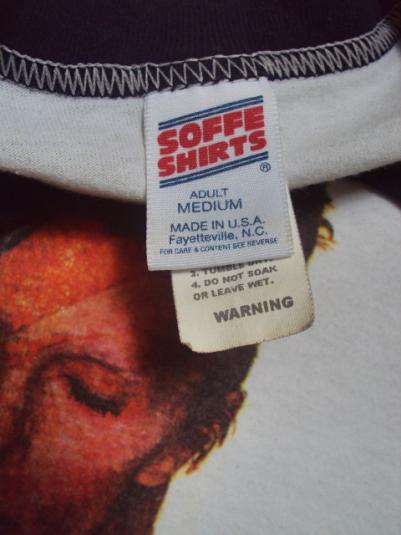 SOFFE
SHIRTS®
ADULT
MEDIUM
MADE IN U.S.A.
Fayetteville, N.C.
FOR CARE & CONTENT SEE REVERSE
3. TUMBLE DRY.
4. DO NOT SOAK
OR LEAVE WET.
WARNING